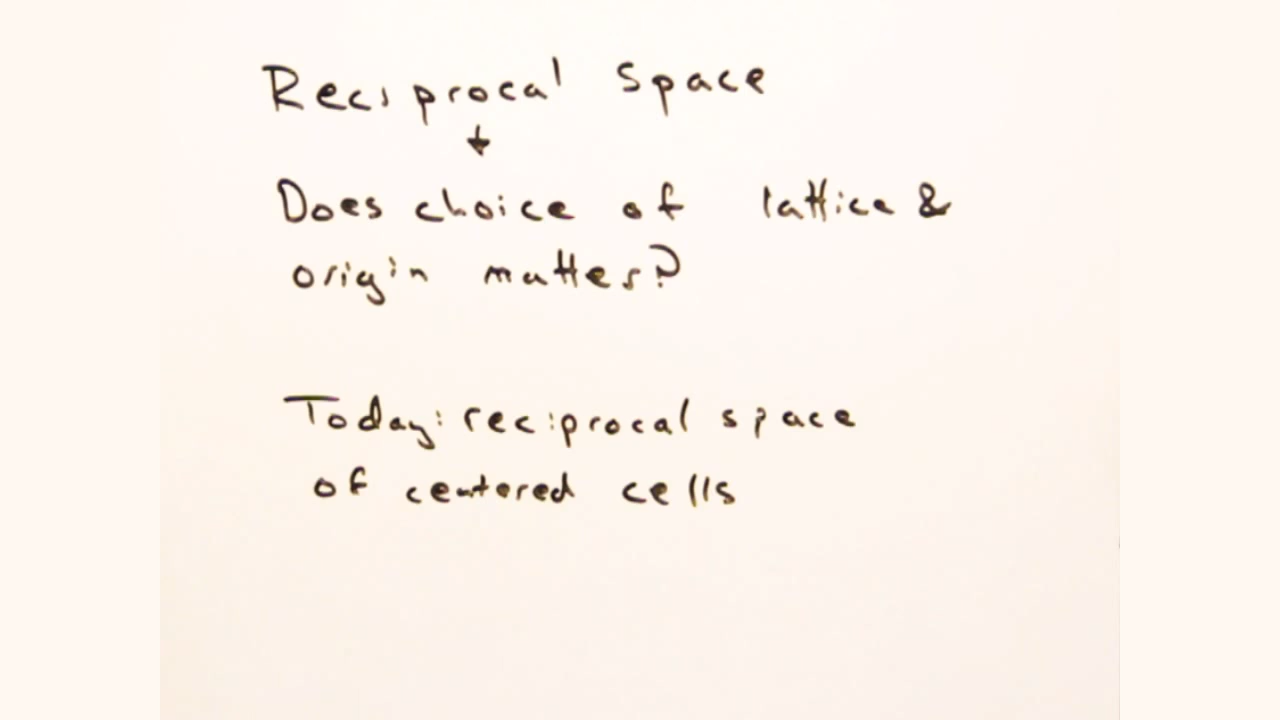 Reciprocal Space
↓
Does choice of lattice &
origin matter?
Today: reciprocal space
of centered cells